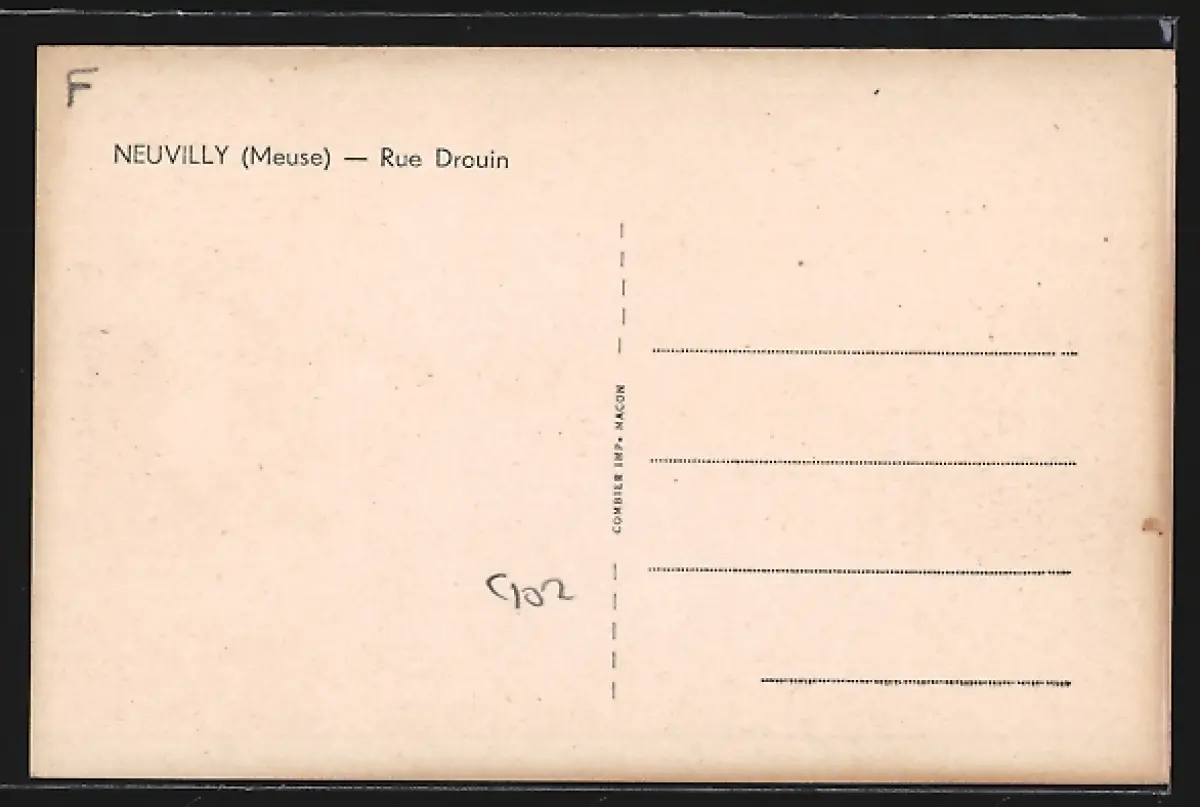 F
NEUVILLY (Meuse) — Rue Drouin
COMBIER IMP. MACON
C102